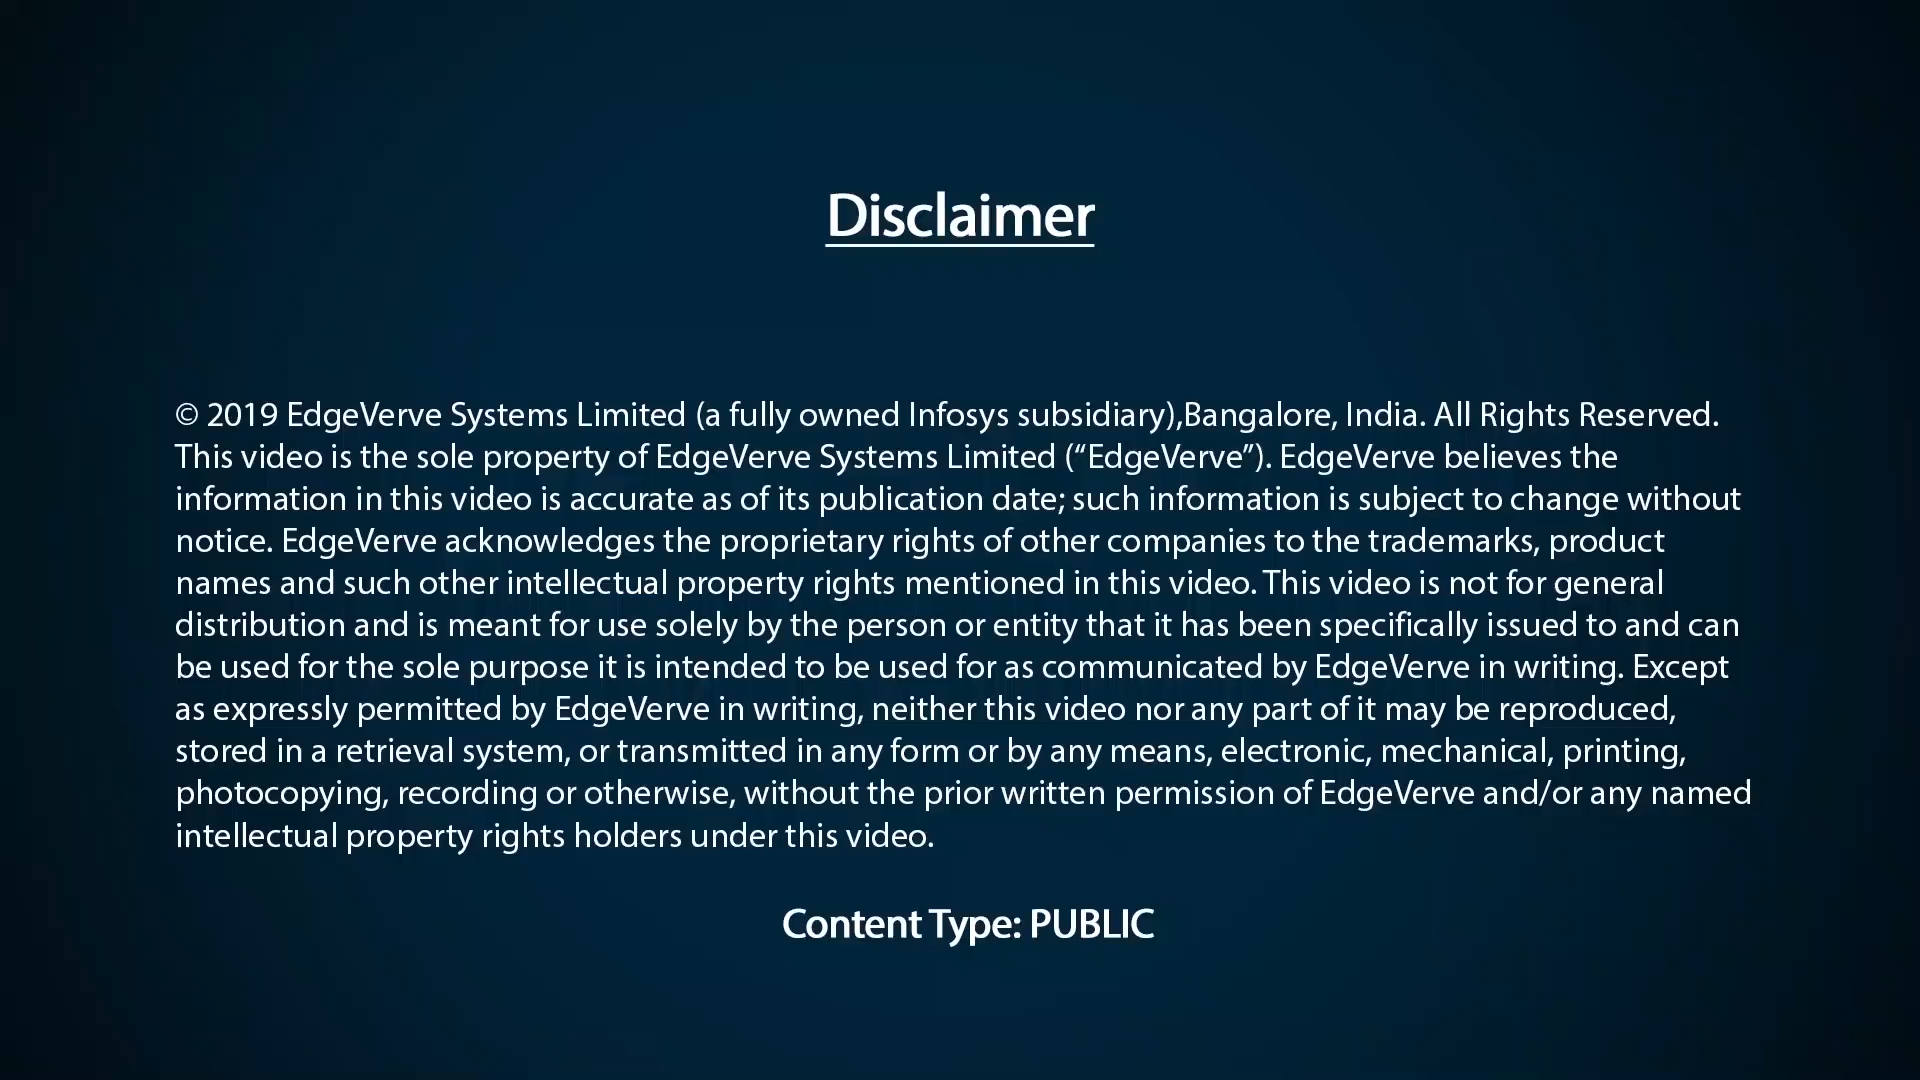 Disclaimer
© 2019 EdgeVerve Systems Limited (a fully owned Infosys subsidiary),Bangalore, India. All Rights Reserved.
This video is the sole property of EdgeVerve Systems Limited (“EdgeVerve”). EdgeVerve believes the
information in this video is accurate as of its publication date; such information is subject to change without
notice. EdgeVerve acknowledges the proprietary rights of other companies to the trademarks, product
names and such other intellectual property rights mentioned in this video. This video is not for general
distribution and is meant for use solely by the person or entity that it has been specifically issued to and can
be used for the sole purpose it is intended to be used for as communicated by EdgeVerve in writing. Except
as expressly permitted by EdgeVerve in writing, neither this video nor any part of it may be reproduced,
stored in a retrieval system, or transmitted in any form or by any means, electronic, mechanical, printing,
photocopying, recording or otherwise, without the prior written permission of EdgeVerve and/or any named
intellectual property rights holders under this video.
Content Type: PUBLIC